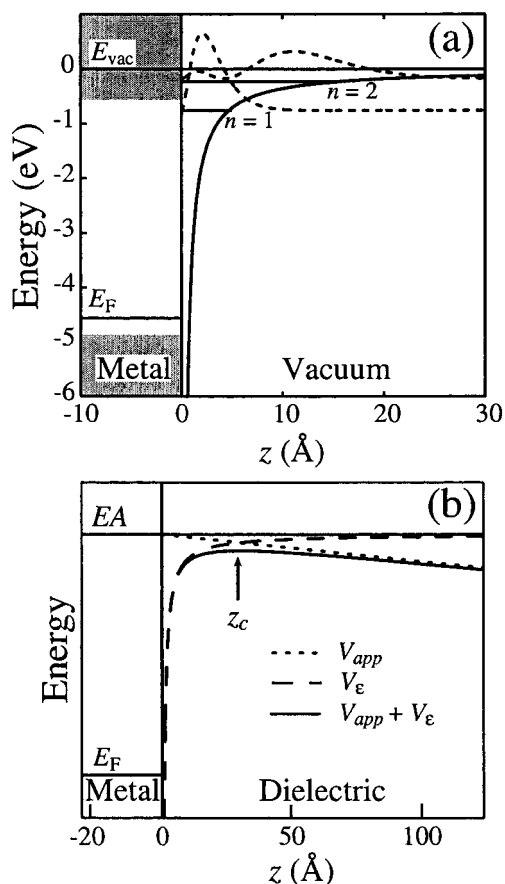 (a)
E_vac
0
n = 2
n = 1
-1
-2
-3
-4
E_F
-5
-6
Energy (eV)
Metal
Vacuum
-10
0
10
20
30
z (Å)
(b)
EA
z_c
V_app
V_ε
V_app + V_ε
Energy
E_F
Metal
Dielectric
-20
0
50
100
z (Å)